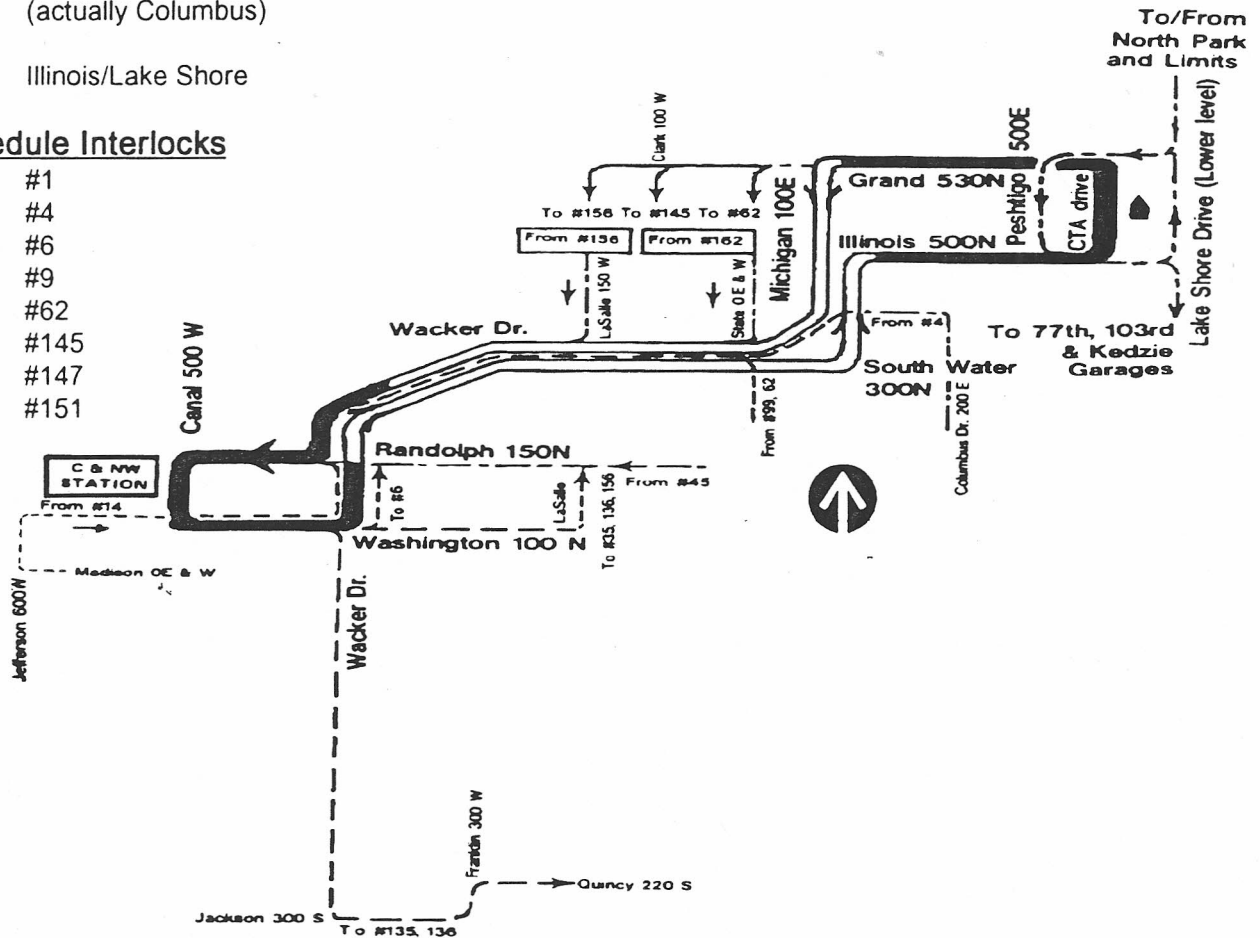 (actually Columbus)
Illinois/Lake Shore
edule Interlocks
#1
#4
#6
#9
#62
#145
#147
#151
To/From
North Park
and Limits
Lake Shore Drive (Lower level)
Clark 100 W
To #156 To #145 To #62
From #156
From #162
Michigan 100E
Grand 530N
Peshtigo 500E
CTA drive
Illinois 500N
LaSalle 150 W
State 0 E & W
Wacker Dr.
From #4
To 77th, 103rd
& Kedzie
Garages
South Water
300N
Columbus Dr. 200 E
From #99, 62
Canal 500 W
Randolph 150N
C & NW
STATION
From #14
To #6
LaSalle
To #35, 136, 156
From #45
Washington 100 N
Madison 0E & W
Jefferson 600W
Wacker Dr.
Franklin 300 W
Quincy 220 S
Jackson 300 S
To #135, 136